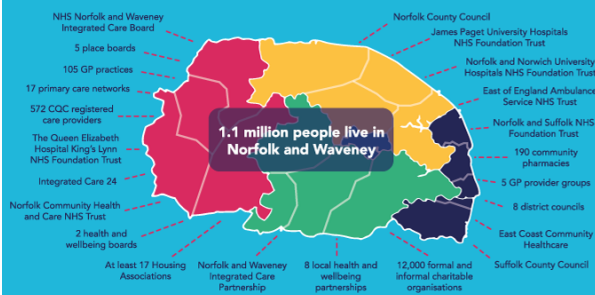 NHS Norfolk and Waveney
Integrated Care Board
5 place boards
105 GP practices
17 primary care networks
572 CQC registered
care providers
The Queen Elizabeth
Hospital King's Lynn
NHS Foundation Trust
Integrated Care 24
Norfolk Community Health
and Care NHS Trust
2 health and
wellbeing boards
At least 17 Housing
Associations
Norfolk and Waveney
Integrated Care
Partnership
8 local health and
wellbeing
partnerships
12,000 formal and
informal charitable
organisations
1.1 million people live in
Norfolk and Waveney
Norfolk County Council
James Paget University Hospitals
NHS Foundation Trust
Norfolk and Norwich University
Hospitals NHS Foundation Trust
East of England Ambulance
Service NHS Trust
Norfolk and Suffolk NHS
Foundation Trust
190 community
pharmacies
5 GP provider groups
8 district councils
East Coast Community
Healthcare
Suffolk County Council